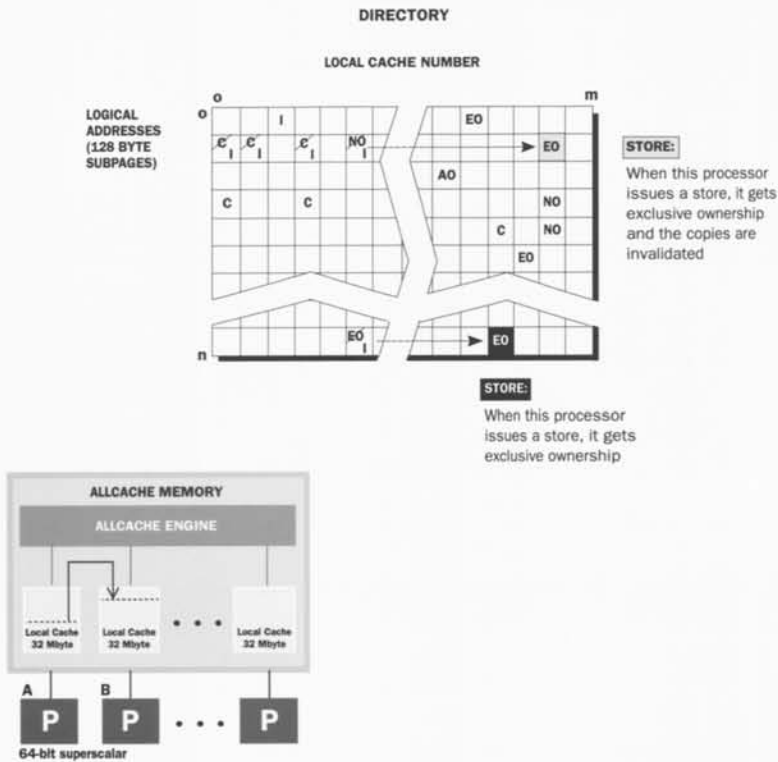 DIRECTORY
LOCAL CACHE NUMBER
o m
o
LOGICAL
ADDRESSES
(128 BYTE
SUBPAGES)
I EO
C I C I C I NO I EO
AO
C C NO
C NO
EO
n EO I EO
STORE:
When this processor
issues a store, it gets
exclusive ownership
and the copies are
invalidated
STORE:
When this processor
issues a store, it gets
exclusive ownership
ALLCACHE MEMORY
ALLCACHE ENGINE
Local Cache
32 Mbyte
Local Cache
32 Mbyte
Local Cache
32 Mbyte
A B
P P P
64-bit superscalar